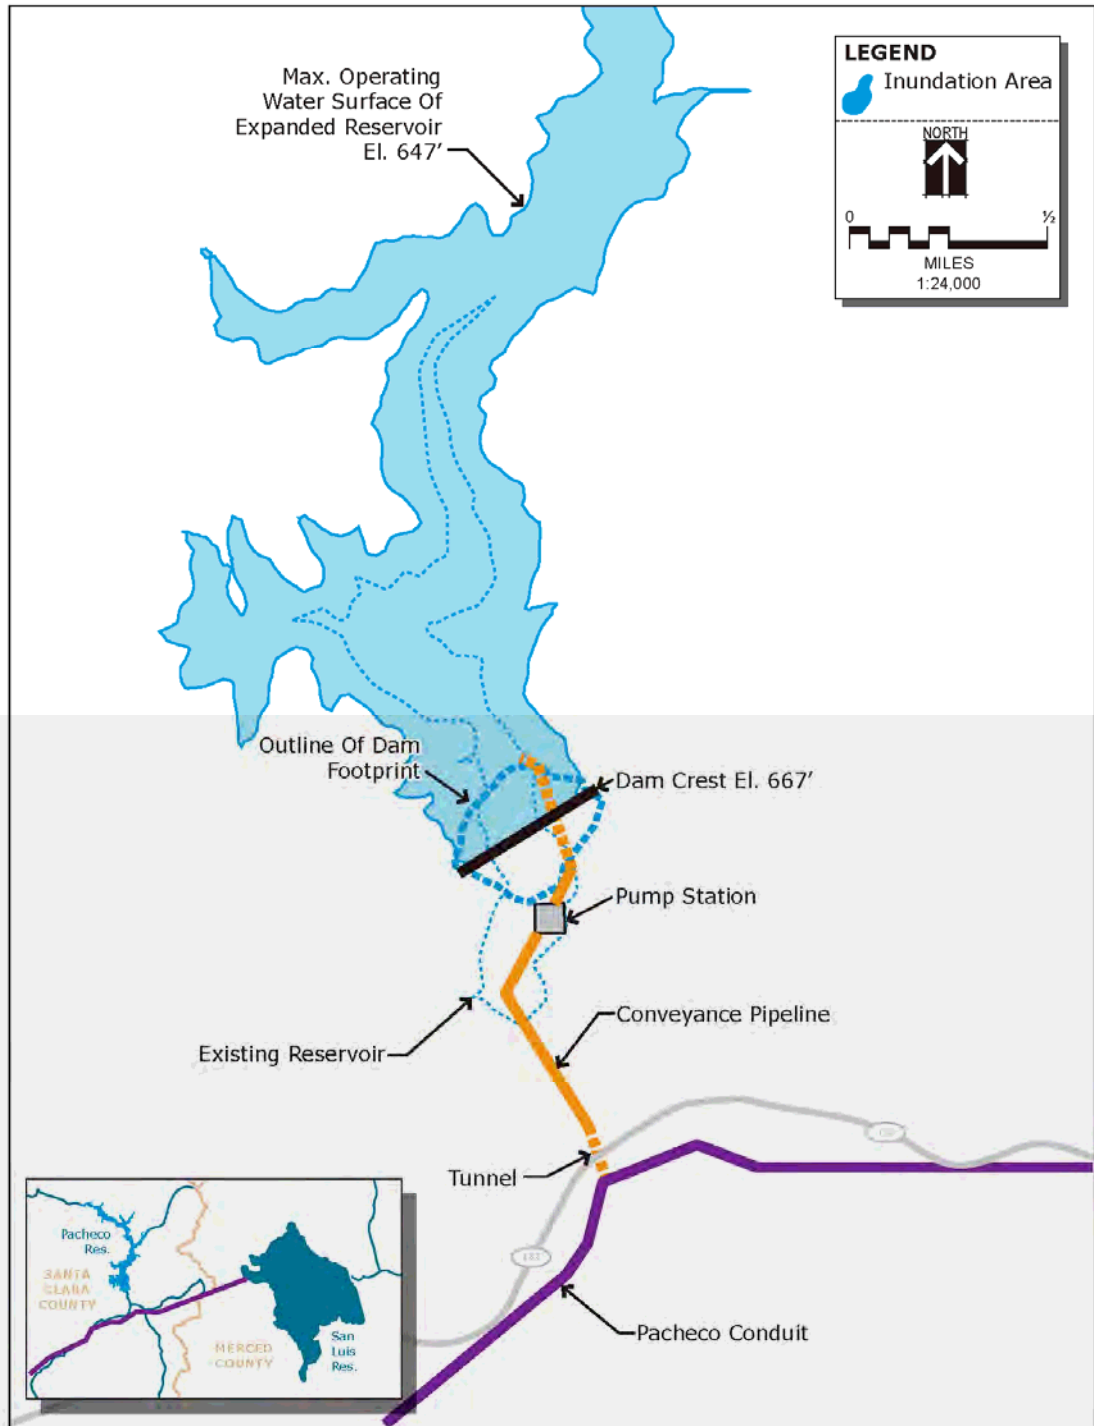 Max. Operating
Water Surface Of
Expanded Reservoir
El. 647'
LEGEND
Inundation Area
NORTH
0 ½
MILES
1:24,000
Outline Of Dam
Footprint
Dam Crest El. 667'
Pump Station
Conveyance Pipeline
Existing Reservoir
Tunnel
Pacheco Conduit
Pacheco
Res.
SANTA
CLARA
COUNTY
MERCED
COUNTY
San
Luis
Res.